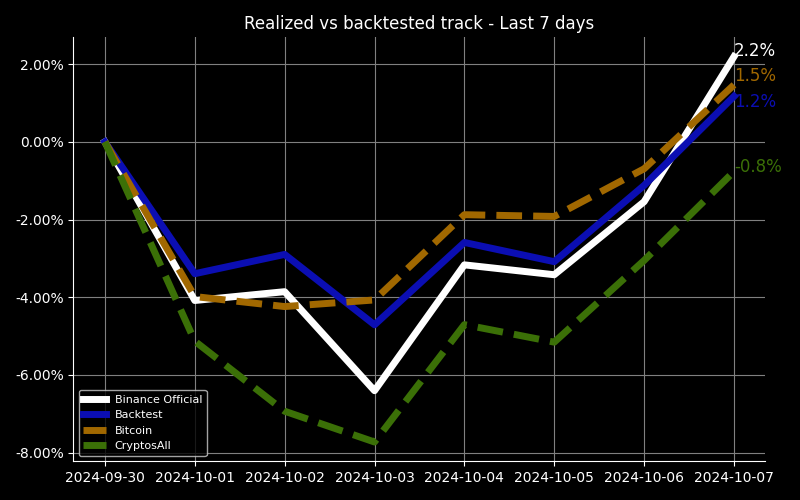 Realized vs backtested track - Last 7 days
2.00%
0.00%
-2.00%
-4.00%
-6.00%
-8.00%
2.2%
1.5%
1.2%
-0.8%
Binance Official
Backtest
Bitcoin
CryptosAll
2024-09-30 2024-10-01 2024-10-02 2024-10-03 2024-10-04 2024-10-05 2024-10-06 2024-10-07